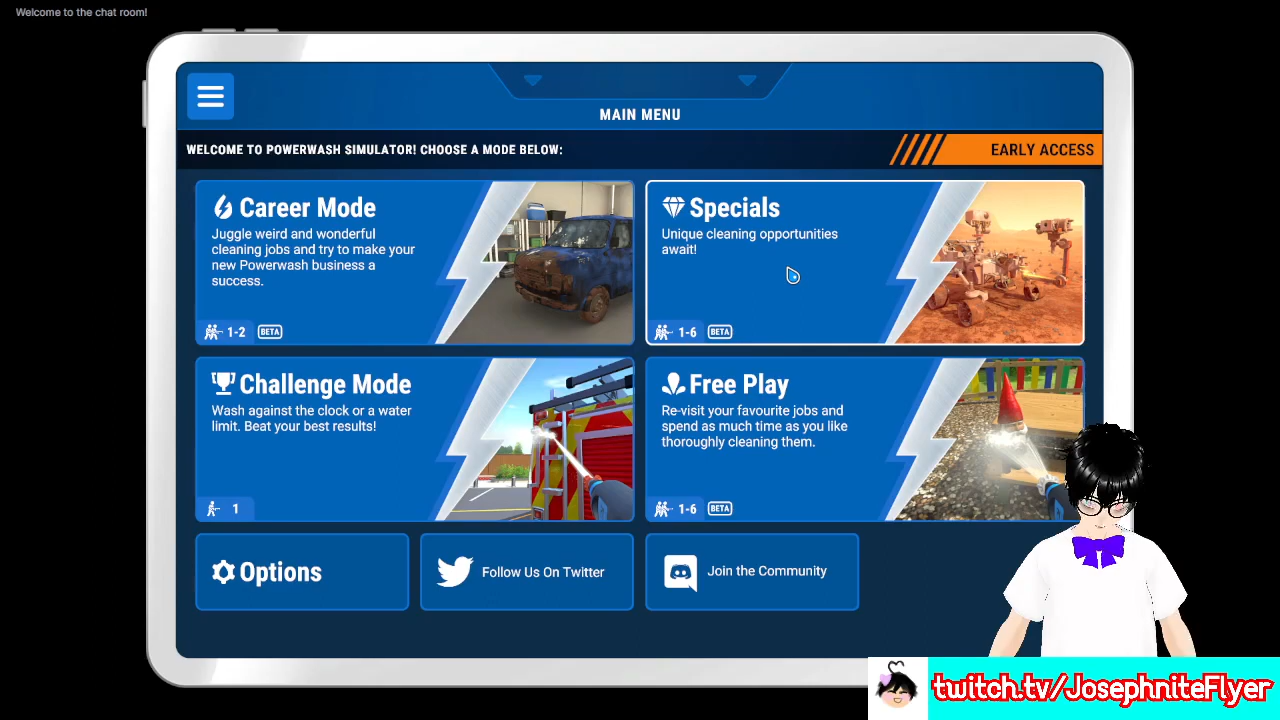 Welcome to the chat room!
MAIN MENU
WELCOME TO POWERWASH SIMULATOR! CHOOSE A MODE BELOW:
EARLY ACCESS
Career Mode
Juggle weird and wonderful
cleaning jobs and try to make your
new Powerwash business a
success.
1-2 BETA
Specials
Unique cleaning opportunities
await!
1-6 BETA
Challenge Mode
Wash against the clock or a water
limit. Beat your best results!
1
Free Play
Re-visit your favourite jobs and
spend as much time as you like
thoroughly cleaning them.
1-6 BETA
Options
Follow Us On Twitter
Join the Community
twitch.tv/JosephniteFlyer